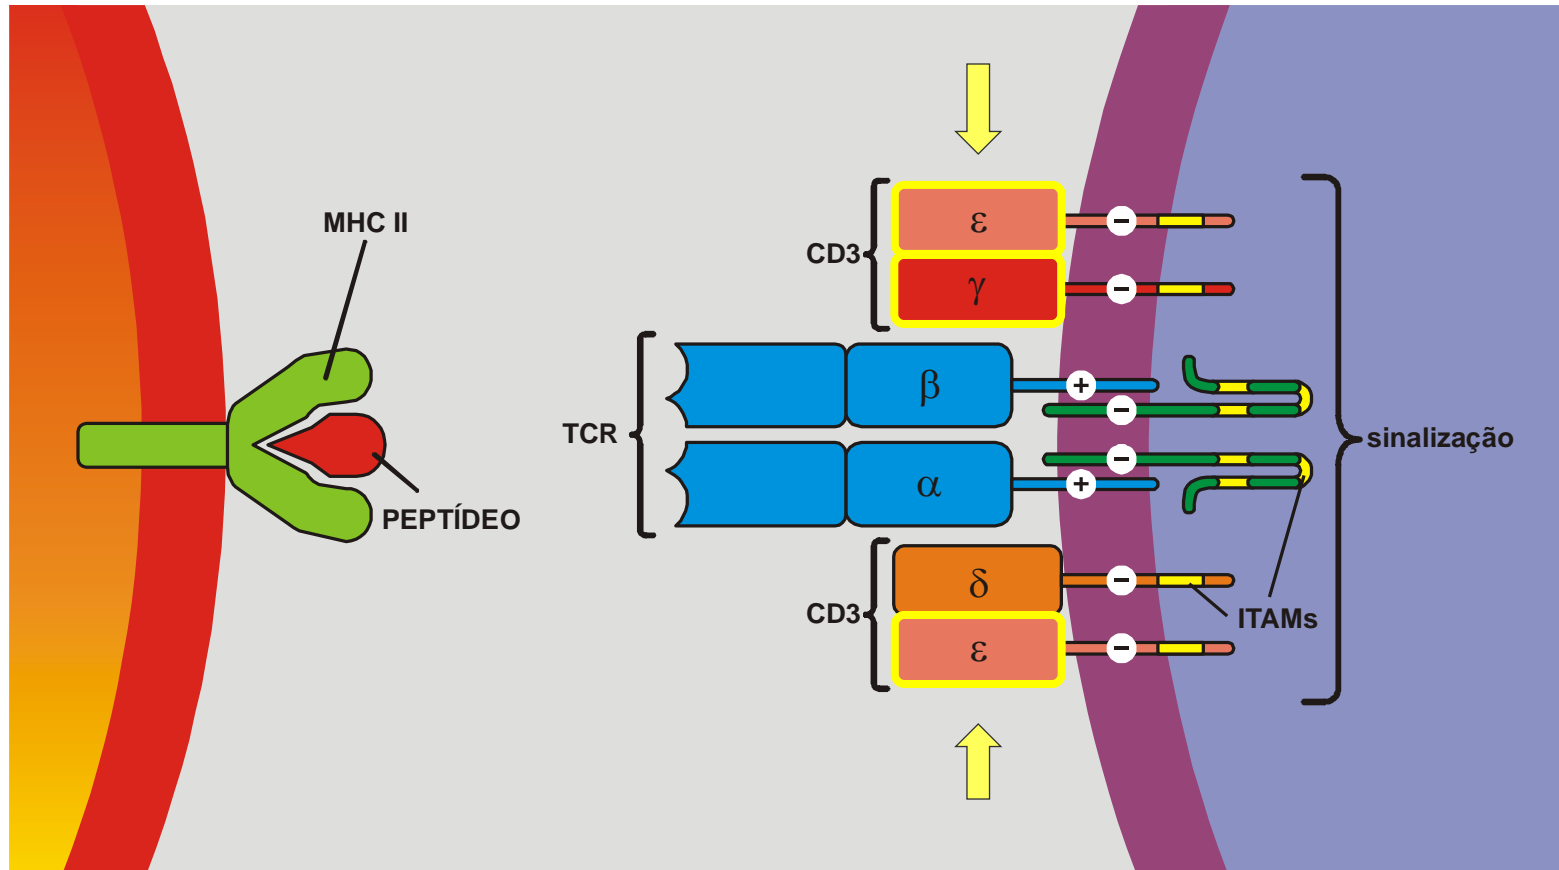 MHC II
PEPTÍDEO
CD3
ε
γ
TCR
β
α
CD3
δ
ε
+
+
−
−
−
−
−
−
sinalização
ITAMs